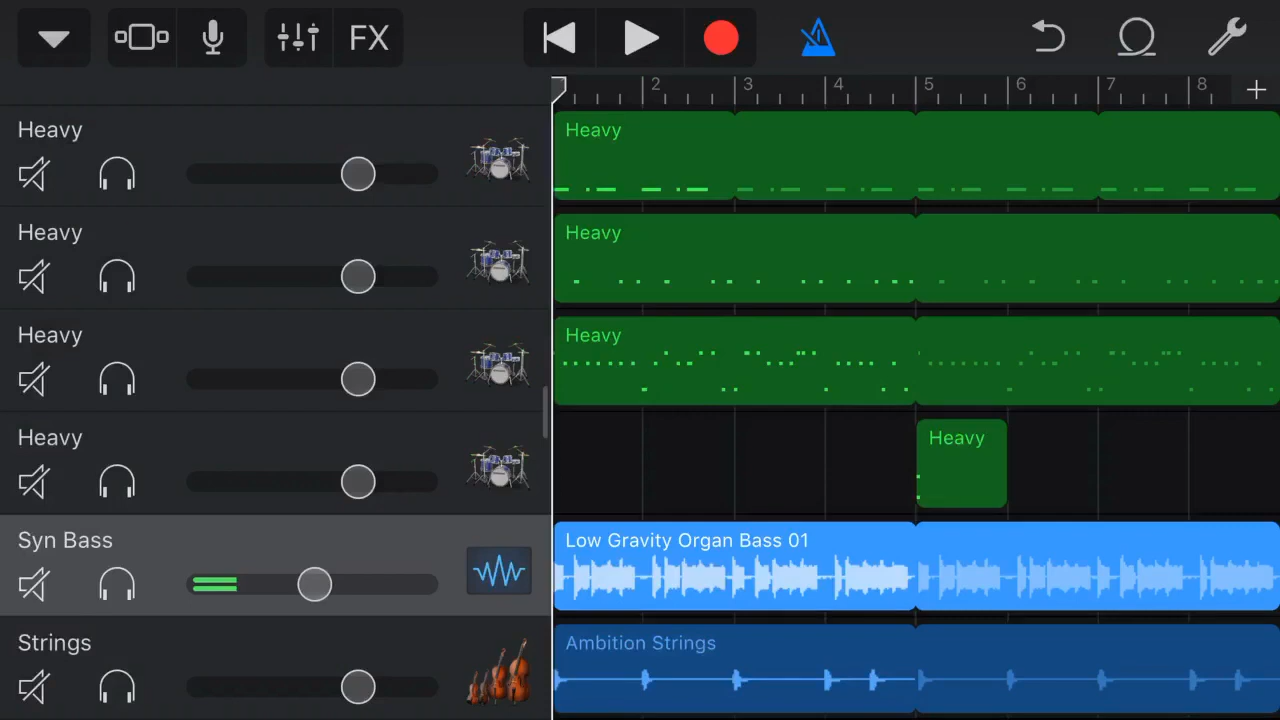 FX
2 3 4 5 6 7 8
Heavy
Heavy
Heavy
Heavy
Heavy
Heavy
Heavy
Heavy
Syn Bass
Low Gravity Organ Bass 01
Strings
Ambition Strings